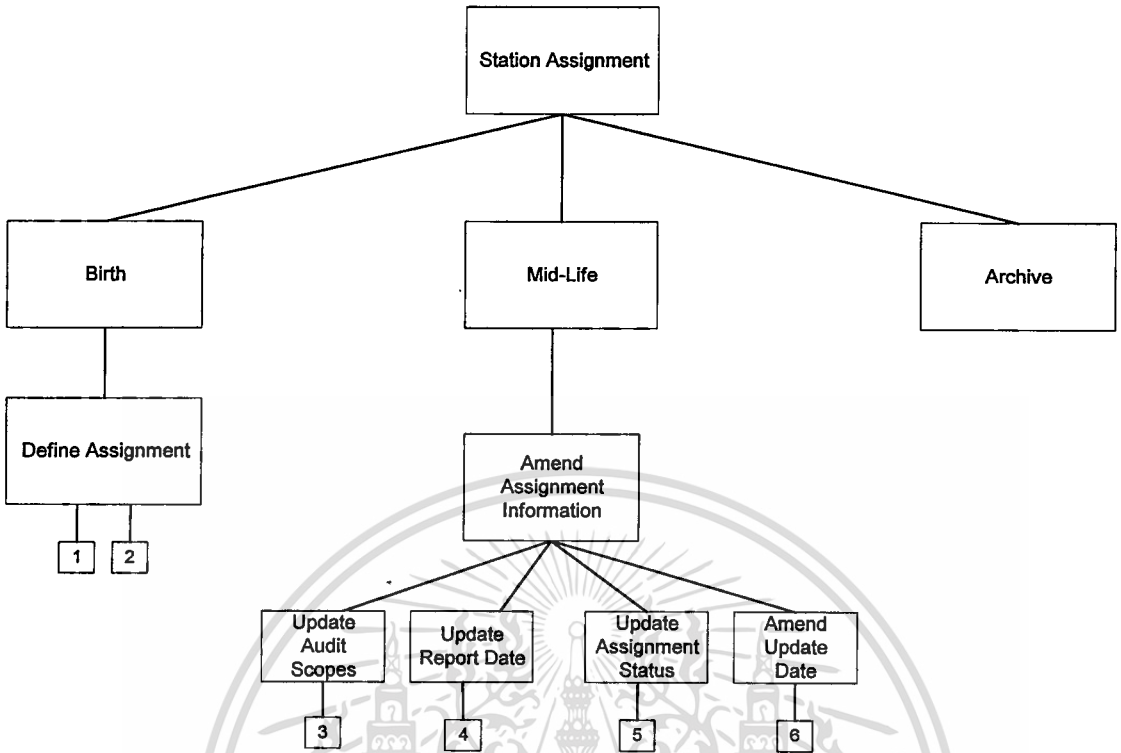 Station Assignment
Birth
Mid-Life
Archive
Define Assignment
Amend
Assignment
Information
1
2
Update
Audit
Scopes
Update
Report Date
Update
Assignment
Status
Amend
Update
Date
3
4
5
6